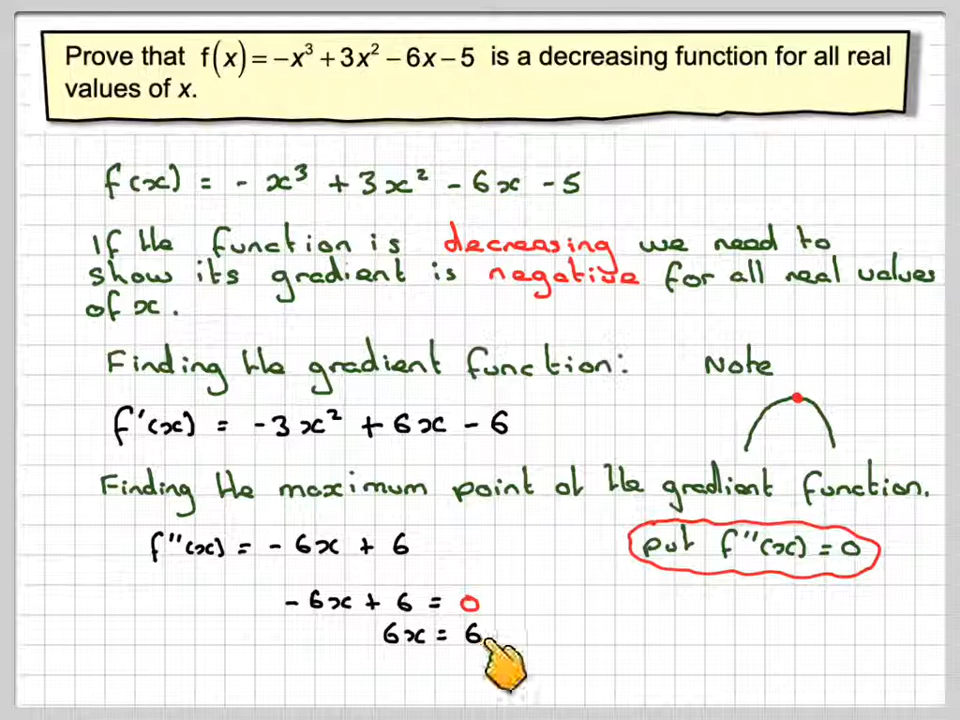 Prove that f(x) = −x³ + 3x² − 6x − 5 is a decreasing function for all real
values of x.
f(x) = - x³ + 3x² - 6x - 5
If the function is decreasing we need to
show its gradient is negative for all real values
of x.
Finding the gradient function: Note
f'(x) = -3x² + 6x - 6
Finding the maximum point of the gradient function.
f''(x) = - 6x + 6 put f''(x) = 0
- 6x + 6 = 0
6x = 6